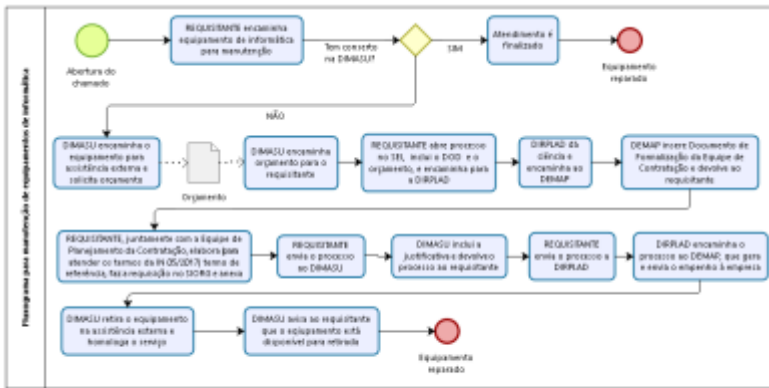 Fluxograma para manutenção de equipamentos de informática
Abertura do
chamado
REQUISITANTE encaminha
equipamento de informática
para manutenção
Tem conserto
na DIMASU?
SIM
Atendimento é
finalizado
Equipamento
reparado
NÃO
DIMASU encaminha o
equipamento para
assistência externa e
solicita orçamento
Orçamento
DIMASU encaminha
orçamento para o
requisitante
REQUISITANTE abre processo
no SEI, inclui o DOD e o
orçamento, e encaminha para a
DIRPLAD
DIRPLAD dá
ciência e
encaminha ao
DEMAP
DEMAP insere Documento de
Formalização da Equipe de
Contratação e devolve ao
requisitante
REQUISITANTE, juntamente com a Equipe de
Planejamento da Contratação, elabora (para
atender os termos da IN 05/2017) termo de
referência, faz a requisição no SICRO e anexa
REQUISITANTE
envia o processo
ao DIMASU
DIMASU inclui a
justificativa e devolve o
processo ao requisitante
REQUISITANTE
envia o processo a
DIRPLAD
DIRPLAD encaminha o
processo ao DEMAP, que gera
e envia o empenho à empresa
DIMASU retira o equipamento
na assistência externa e
homologa o serviço
DIMASU avisa ao requisitante
que o equipamento está
disponível para retirada
Equipamento
reparado